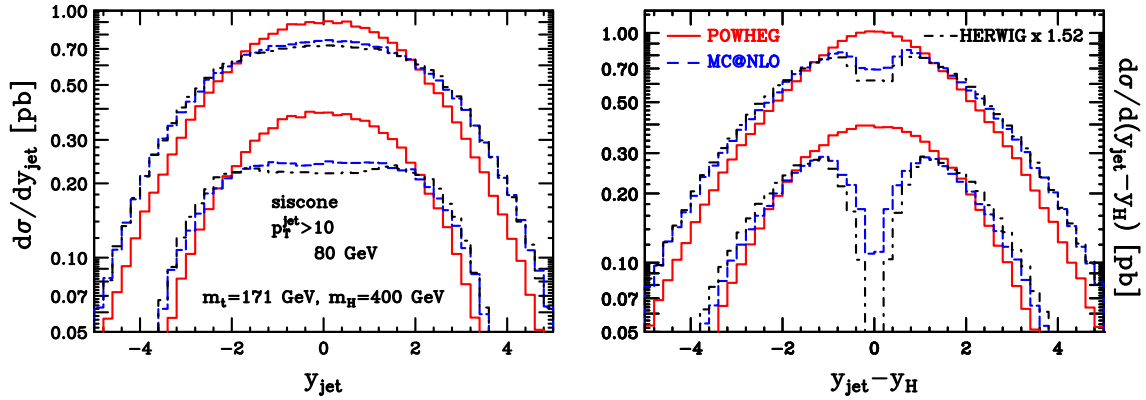 1.00
0.70
0.50
0.30
0.20
0.10
0.07
0.05
dσ/dy_jet [pb]
siscone
p_T^jet>10
80 GeV
m_t=171 GeV, m_H=400 GeV
−4 −2 0 2 4
y_jet
1.00
0.70
0.50
0.30
0.20
0.10
0.07
0.05
POWHEG
MC@NLO
HERWIG x 1.52
dσ/d(y_jet−y_H) [pb]
−4 −2 0 2 4
y_jet−y_H